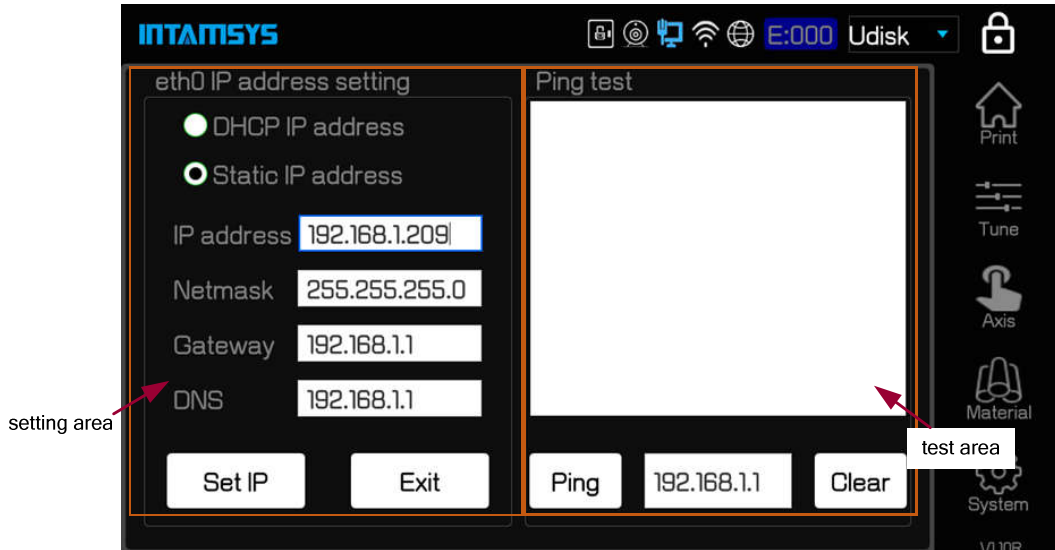 INTAMSYS
E:000 Udisk
eth0 IP address setting
DHCP IP address
Static IP address
IP address 192.168.1.209
Netmask 255.255.255.0
Gateway 192.168.1.1
DNS 192.168.1.1
Set IP Exit
setting area
Ping test
Ping 192.168.1.1 Clear
test area
Print
Tune
Axis
Material
System